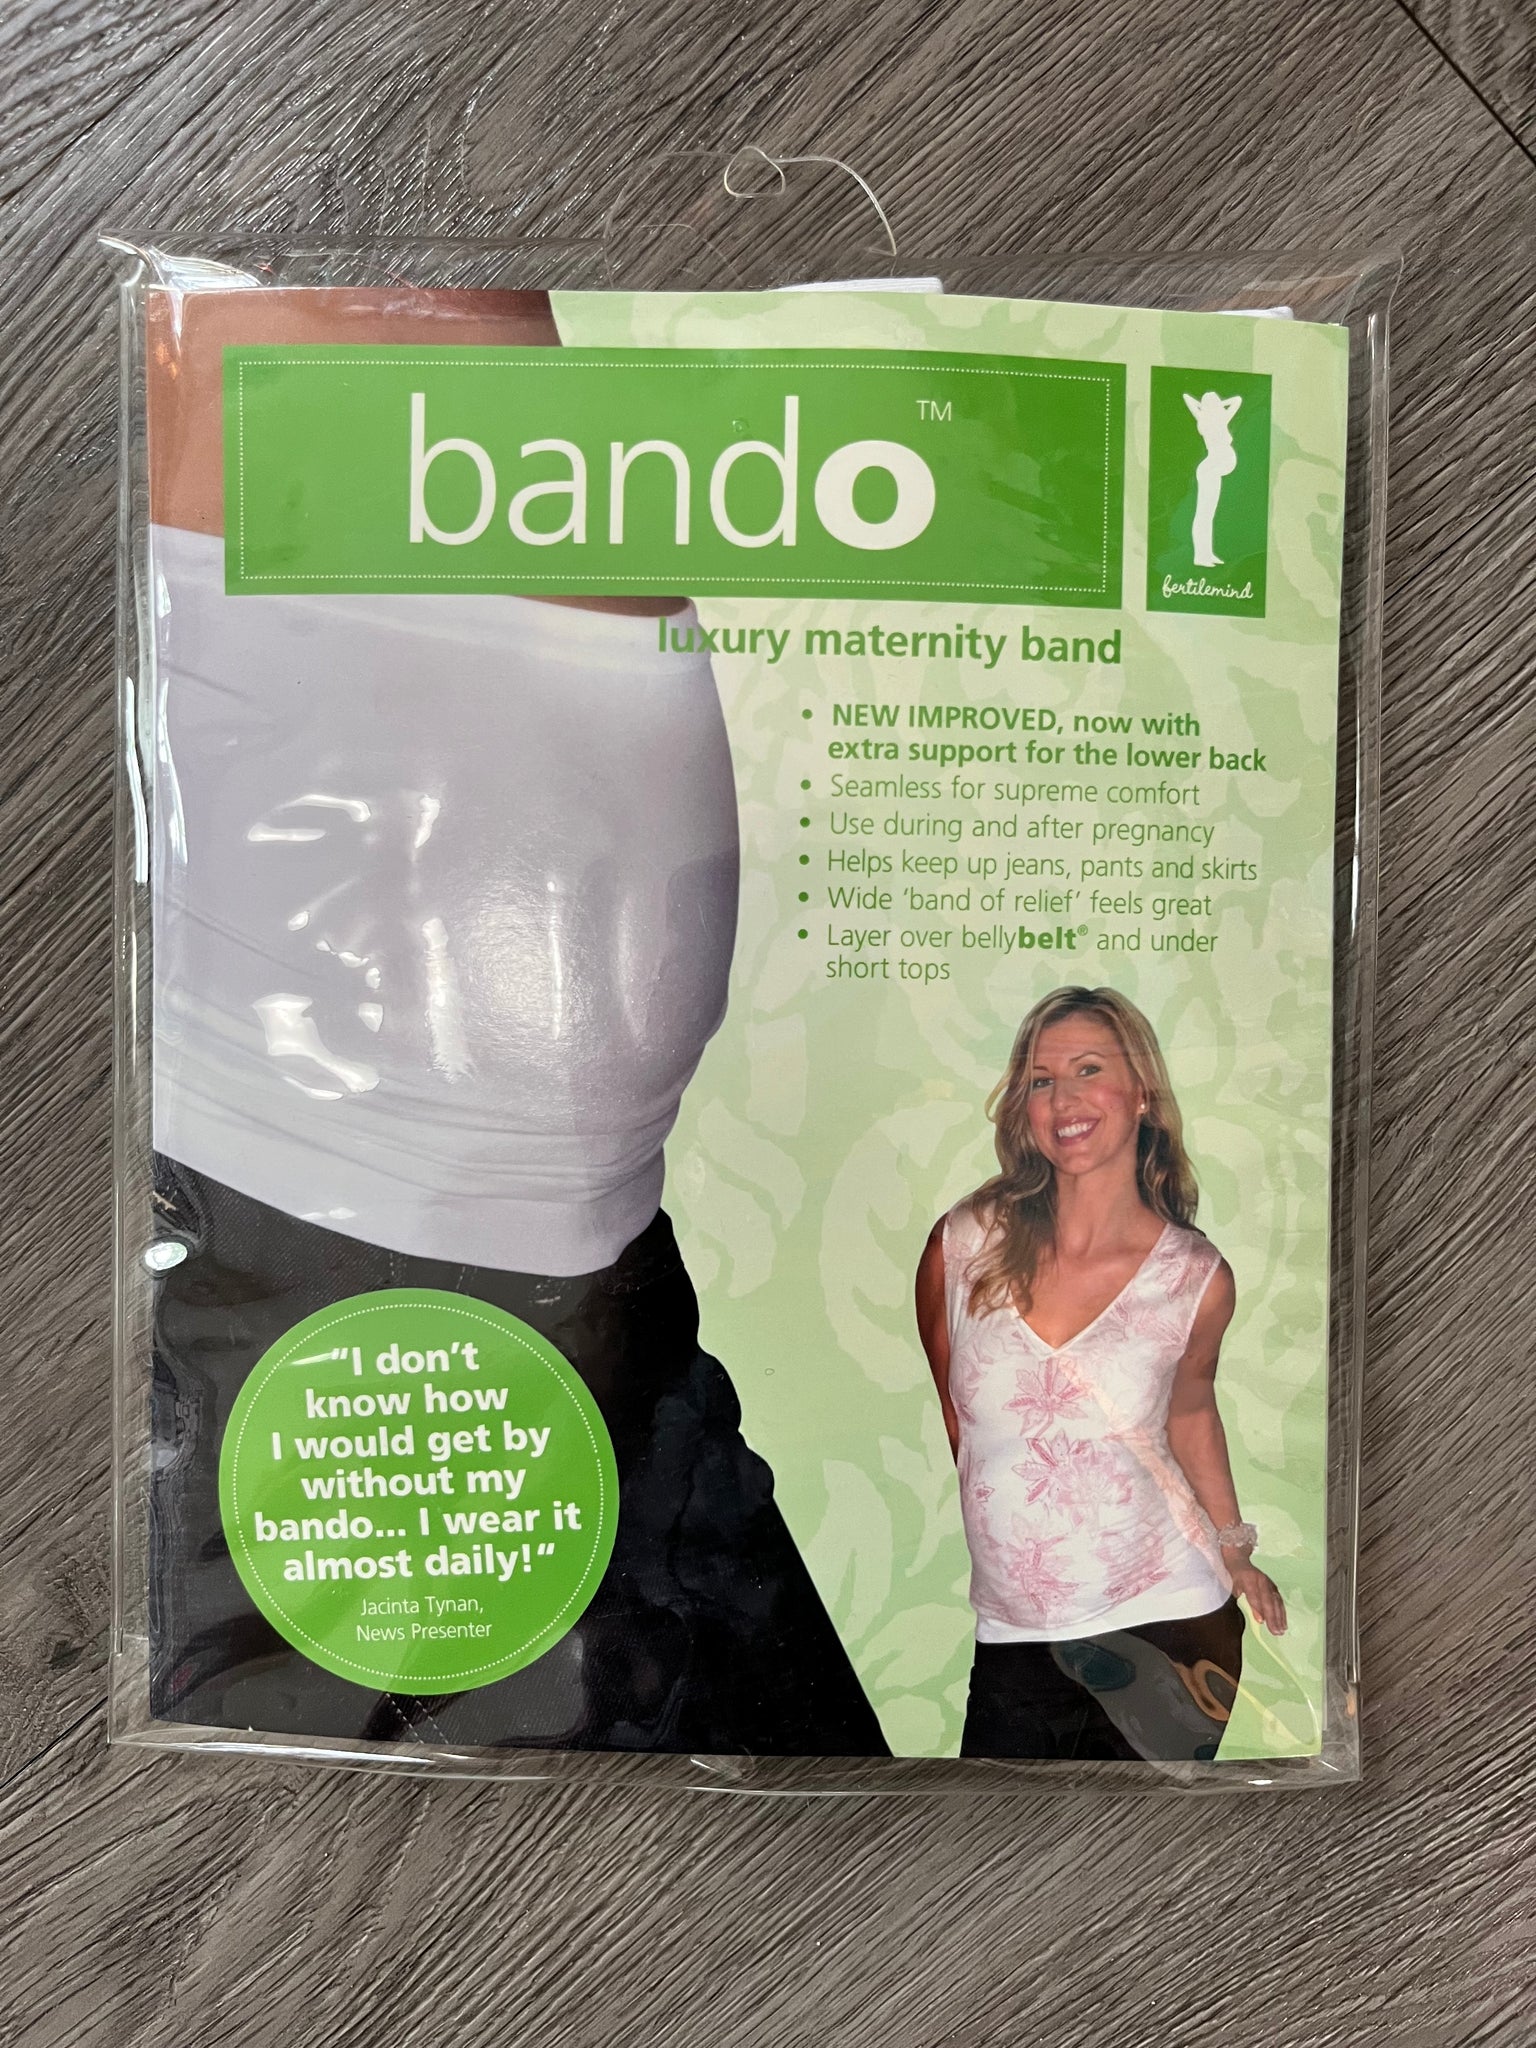 bando™
fertilemind
luxury maternity band
• NEW IMPROVED, now with
extra support for the lower back
• Seamless for supreme comfort
• Use during and after pregnancy
• Helps keep up jeans, pants and skirts
• Wide ‘band of relief’ feels great
• Layer over bellybelt® and under
short tops
“I don’t
know how
I would get by
without my
bando... I wear it
almost daily!“
Jacinta Tynan,
News Presenter